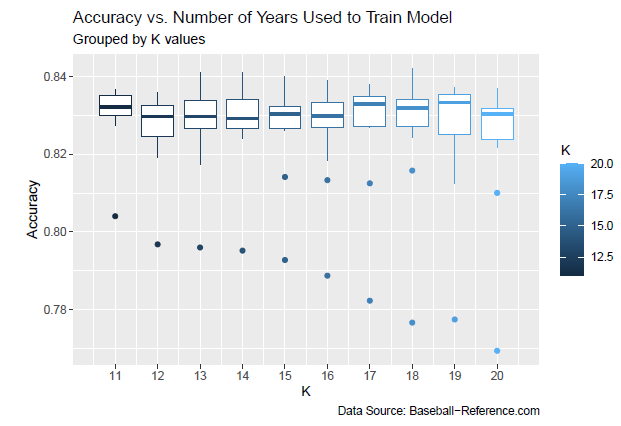 Accuracy vs. Number of Years Used to Train Model
Grouped by K values
0.84
0.82
0.80
0.78
Accuracy
11 12 13 14 15 16 17 18 19 20
K
K
20.0
17.5
15.0
12.5
Data Source: Baseball−Reference.com